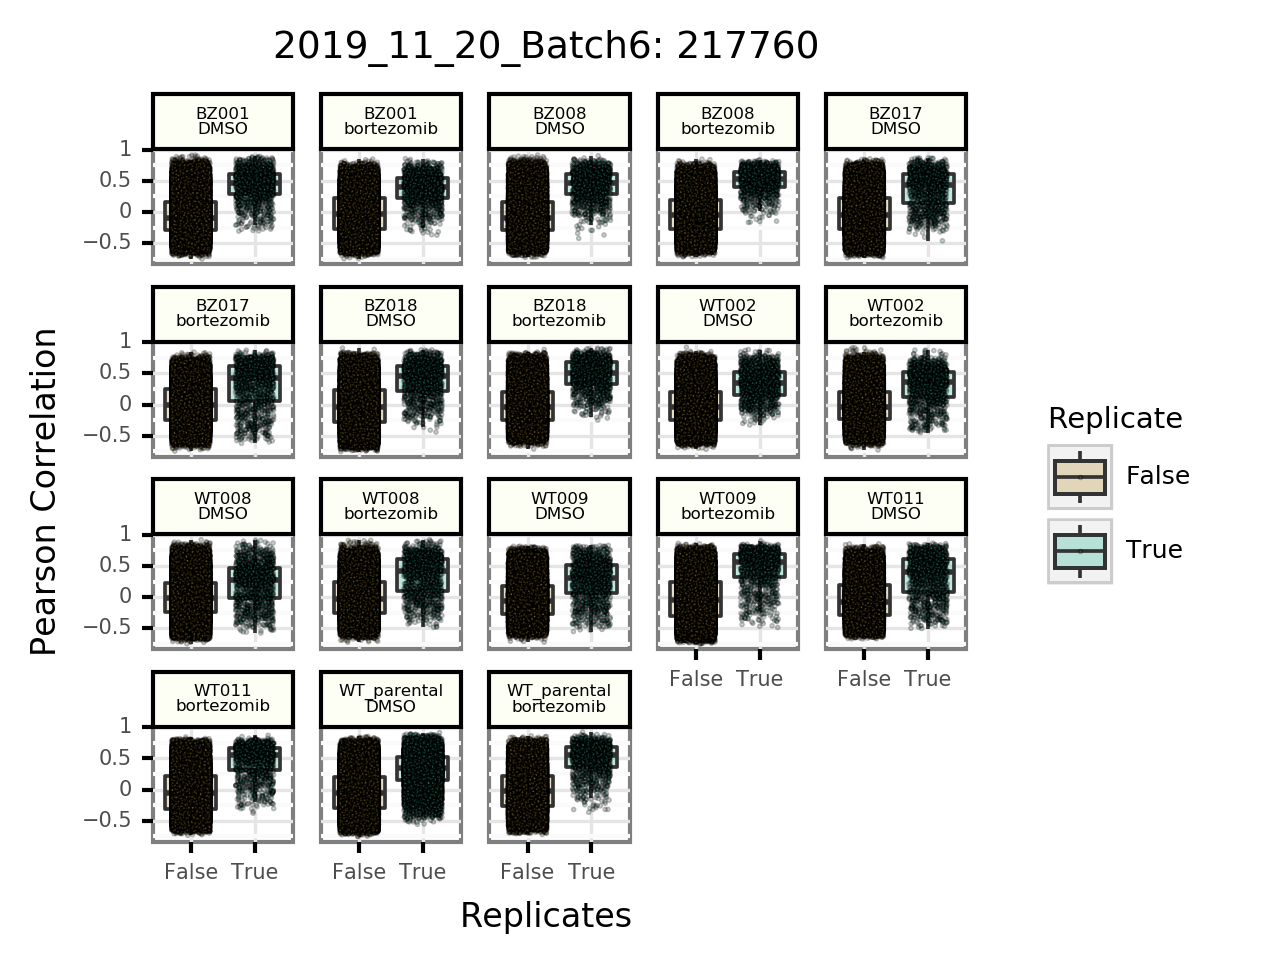 2019_11_20_Batch6: 217760
BZ001
DMSO
BZ001
bortezomib
BZ008
DMSO
BZ008
bortezomib
BZ017
DMSO
1
0.5
0
−0.5
BZ017
bortezomib
BZ018
DMSO
BZ018
bortezomib
WT002
DMSO
WT002
bortezomib
1
0.5
0
−0.5
WT008
DMSO
WT008
bortezomib
WT009
DMSO
WT009
bortezomib
WT011
DMSO
1
0.5
0
−0.5
False True
False True
WT011
bortezomib
WT_parental
DMSO
WT_parental
bortezomib
1
0.5
0
−0.5
False True
False True
False True
Pearson Correlation
Replicates
Replicate
False
True